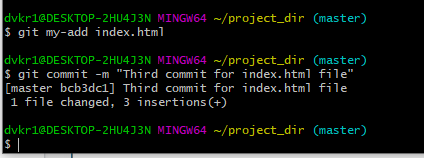 dvkr1@DESKTOP-2HU4J3N MINGW64 ~/project_dir (master)
$ git my-add index.html
dvkr1@DESKTOP-2HU4J3N MINGW64 ~/project_dir (master)
$ git commit -m "Third commit for index.html file"
[master bcb3dc1] Third commit for index.html file
1 file changed, 3 insertions(+)
dvkr1@DESKTOP-2HU4J3N MINGW64 ~/project_dir (master)
$